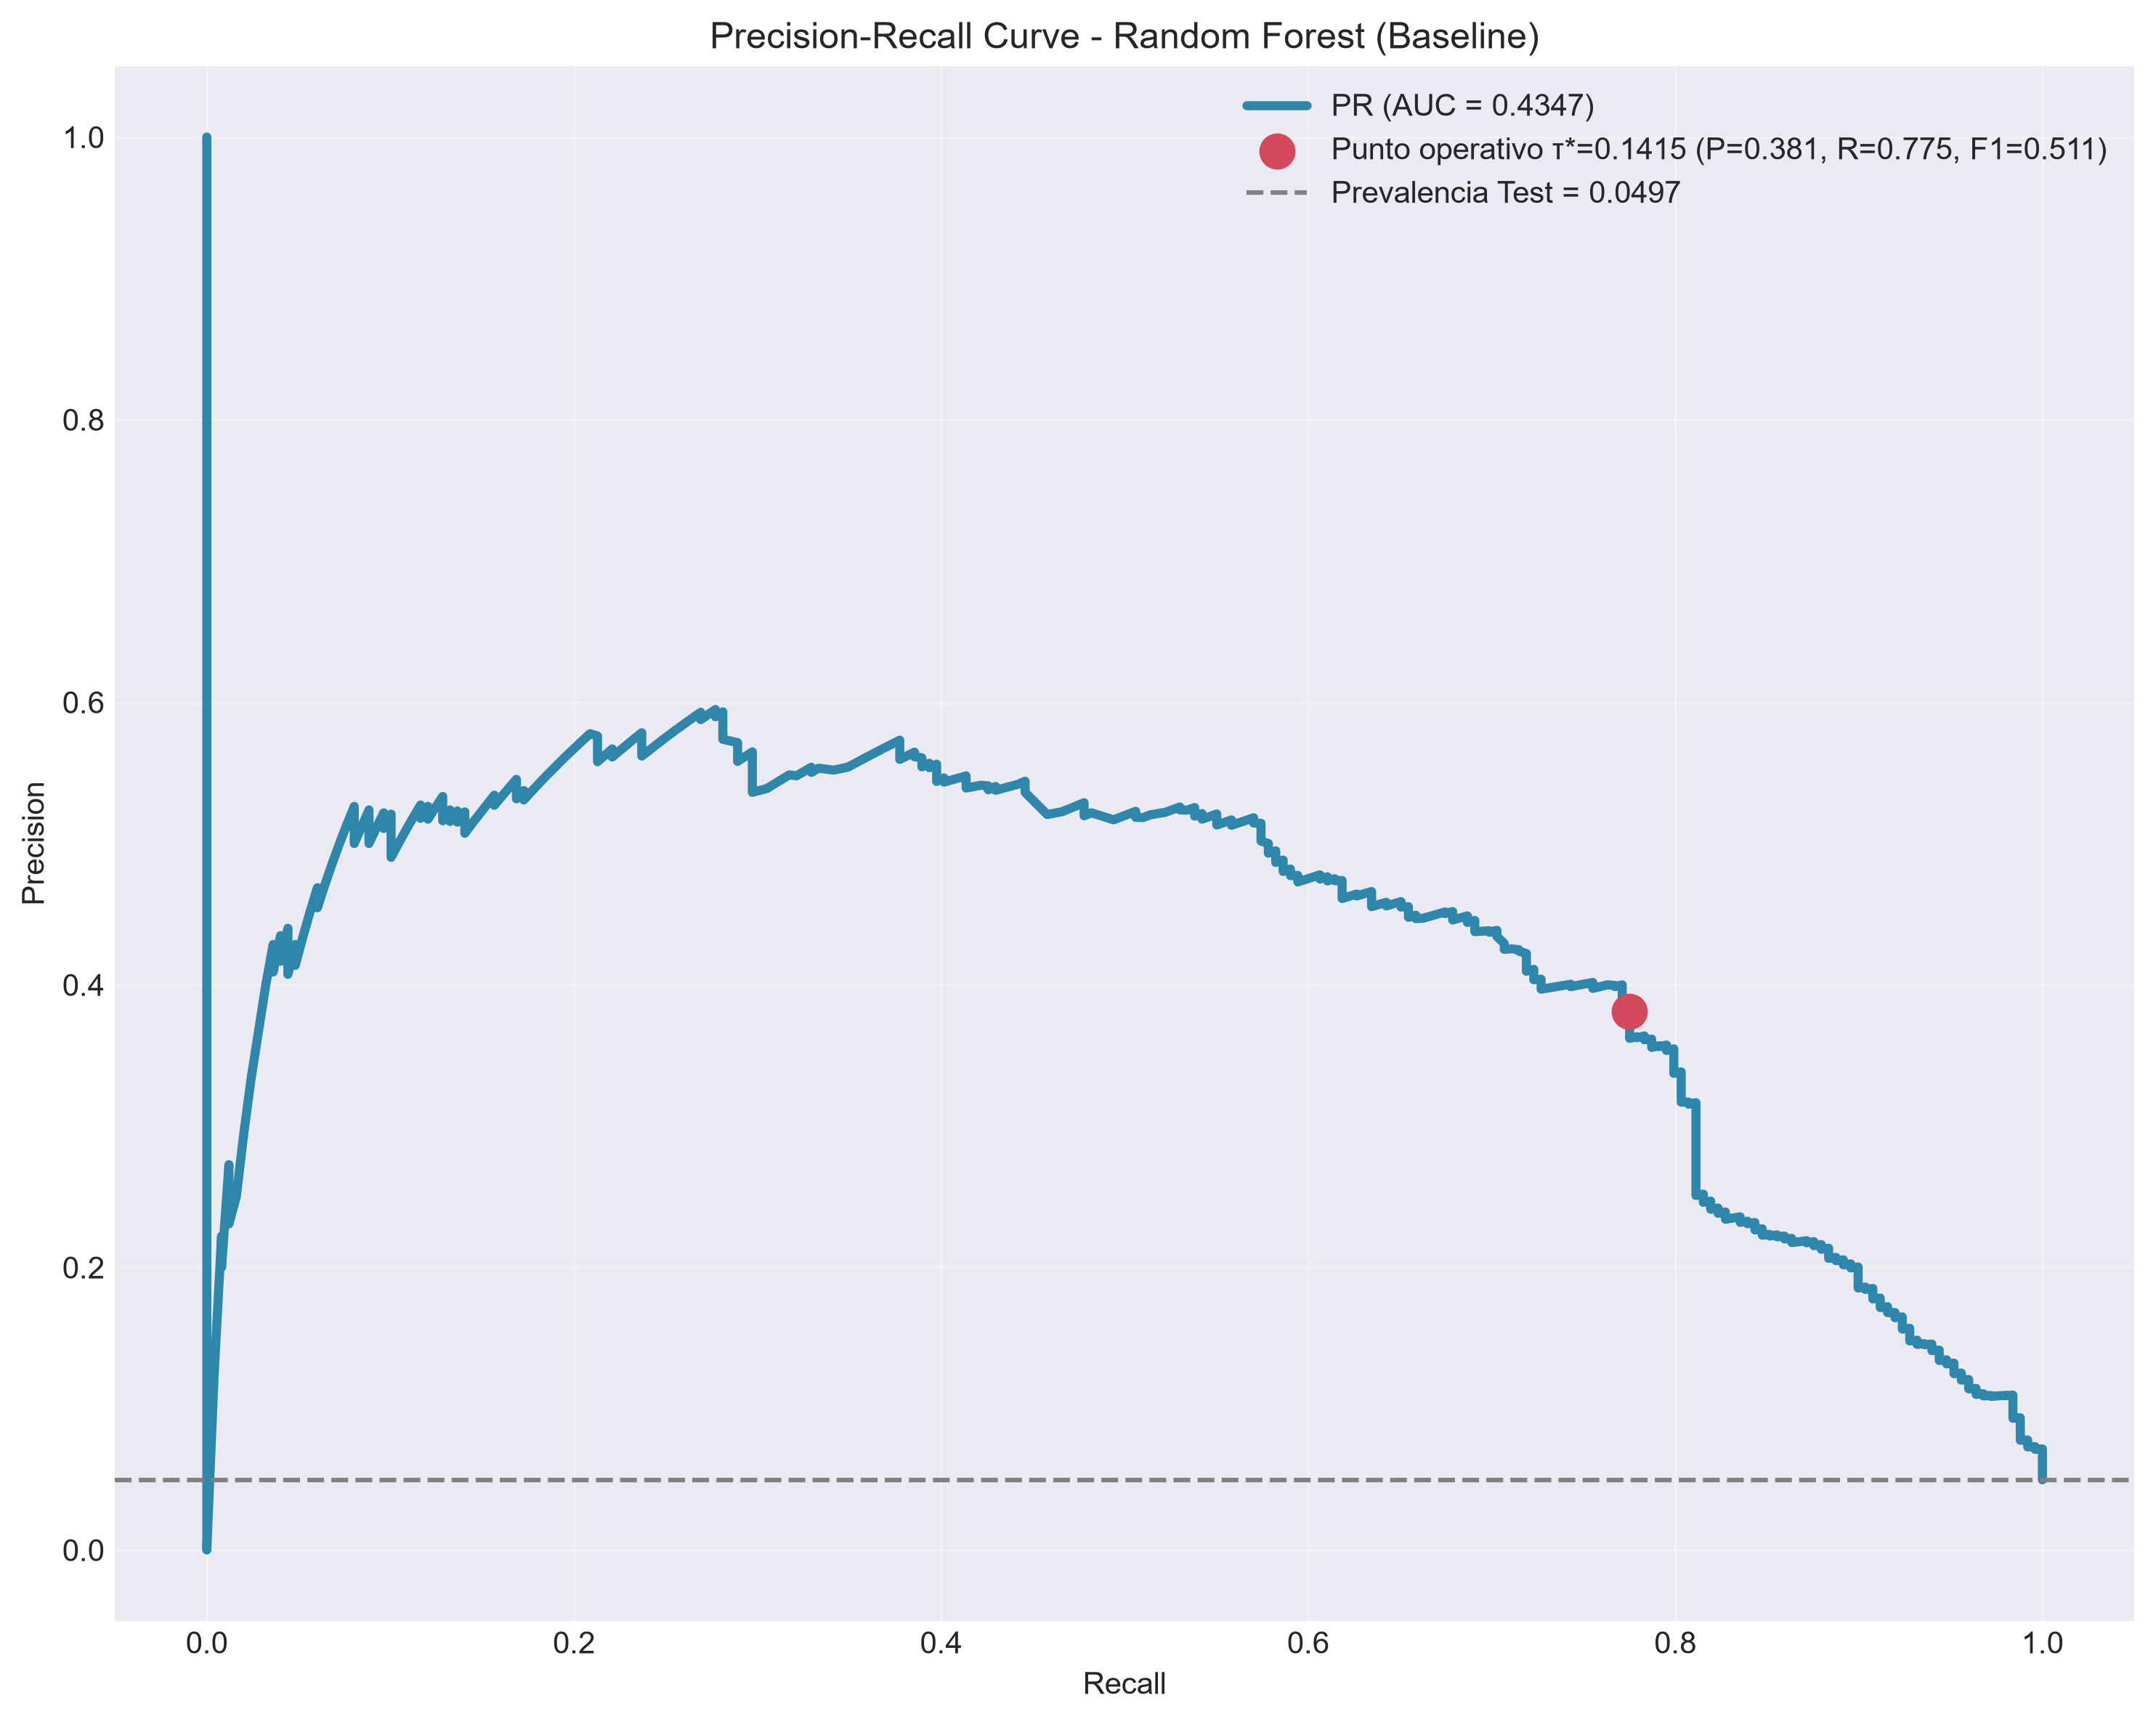 Precision-Recall Curve - Random Forest (Baseline)
PR (AUC = 0.4347)
Punto operativo τ*=0.1415 (P=0.381, R=0.775, F1=0.511)
Prevalencia Test = 0.0497
1.0
0.8
0.6
0.4
0.2
0.0
Precision
0.0 0.2 0.4 0.6 0.8 1.0
Recall